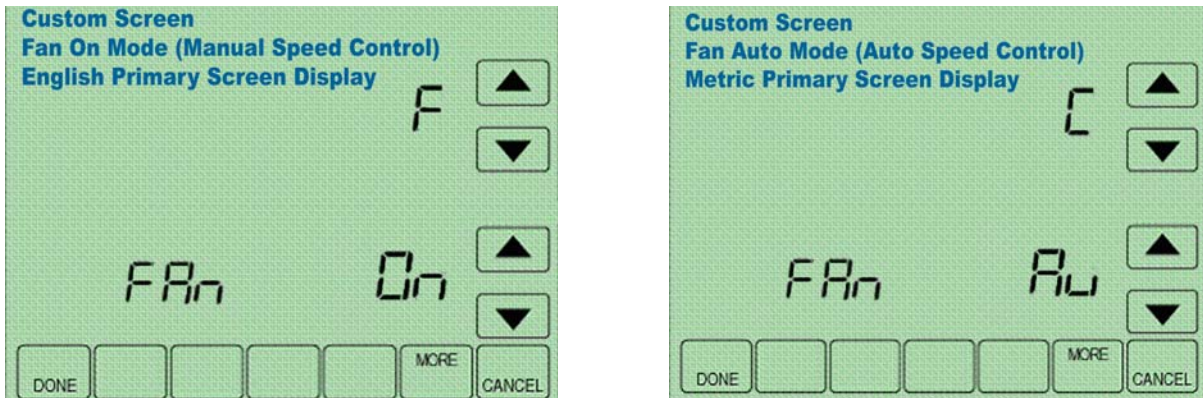 Custom Screen
Fan On Mode (Manual Speed Control)
English Primary Screen Display
F
FAn
On
DONE
MORE
CANCEL
Custom Screen
Fan Auto Mode (Auto Speed Control)
Metric Primary Screen Display
C
FAn
Au
DONE
MORE
CANCEL